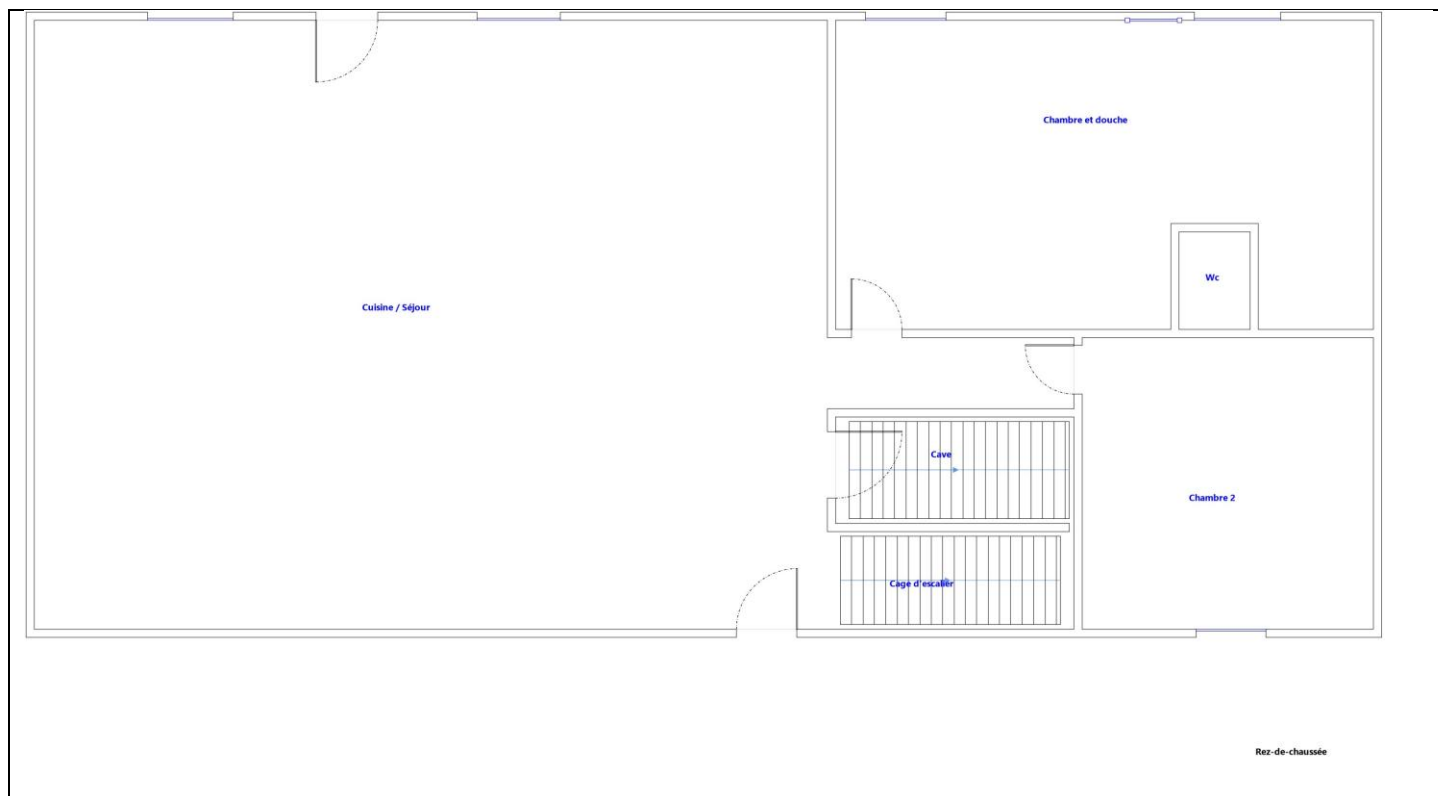 Chambre et douche
Wc
Cuisine / Séjour
Cave
Chambre 2
Cage d'escalier
Rez-de-chaussée